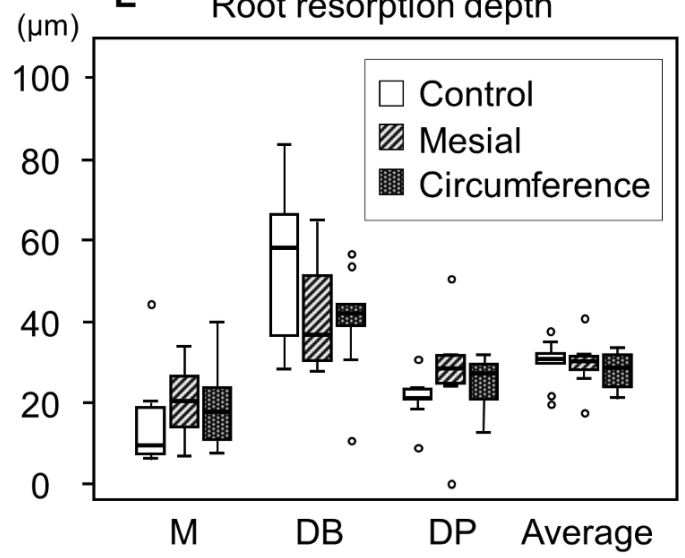 Root resorption depth
(μm)
100
Control
Mesial
80
Circumference
60
40
20
0
M DB DP Average